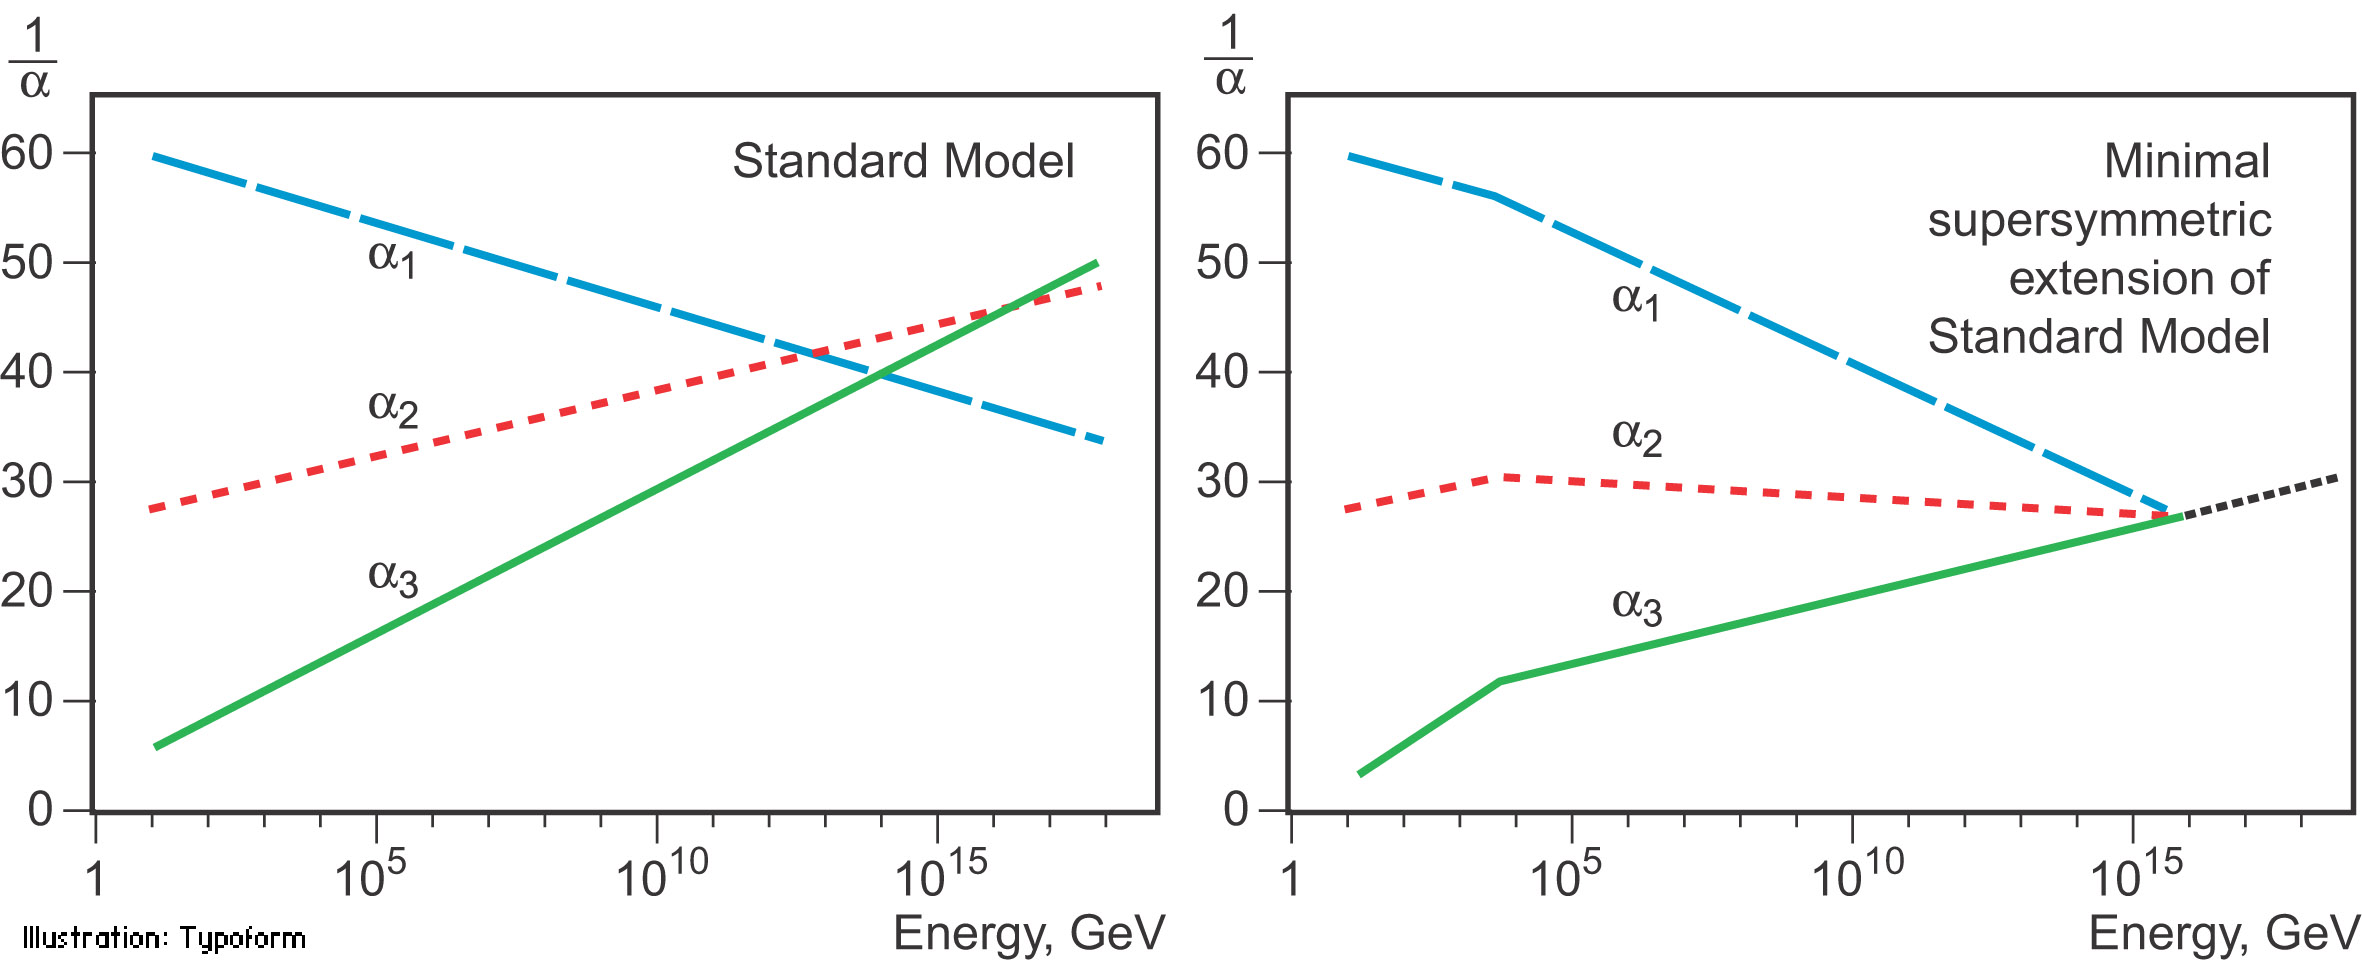 1
α
60
50
40
30
20
10
0
Standard Model
α1
α2
α3
1
10^5
10^10
10^15
Energy, GeV
Illustration: Typoform
1
α
60
50
40
30
20
10
0
Minimal
supersymmetric
extension of
Standard Model
α1
α2
α3
1
10^5
10^10
10^15
Energy, GeV